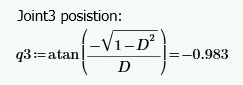 Joint3 posistion:
q3:=atan(-√(1-D²)/D)=-0.983